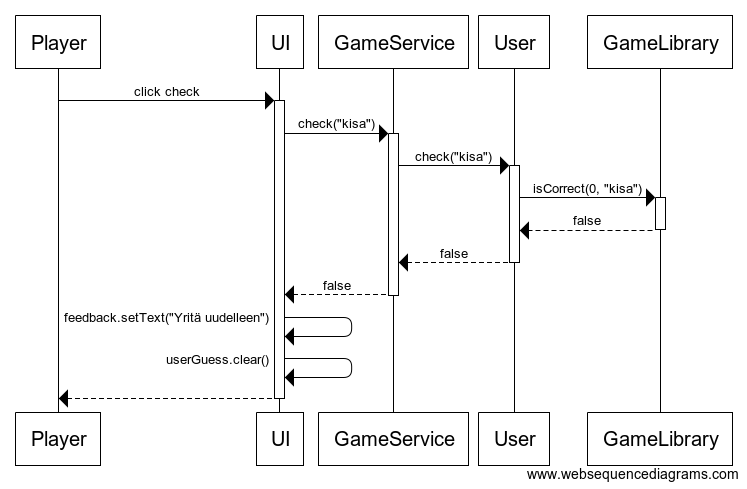 Player UI GameService User GameLibrary
click check
check("kisa")
check("kisa")
isCorrect(0, "kisa")
false
false
false
feedback.setText("Yritä uudelleen")
userGuess.clear()
Player UI GameService User GameLibrary
www.websequencediagrams.com